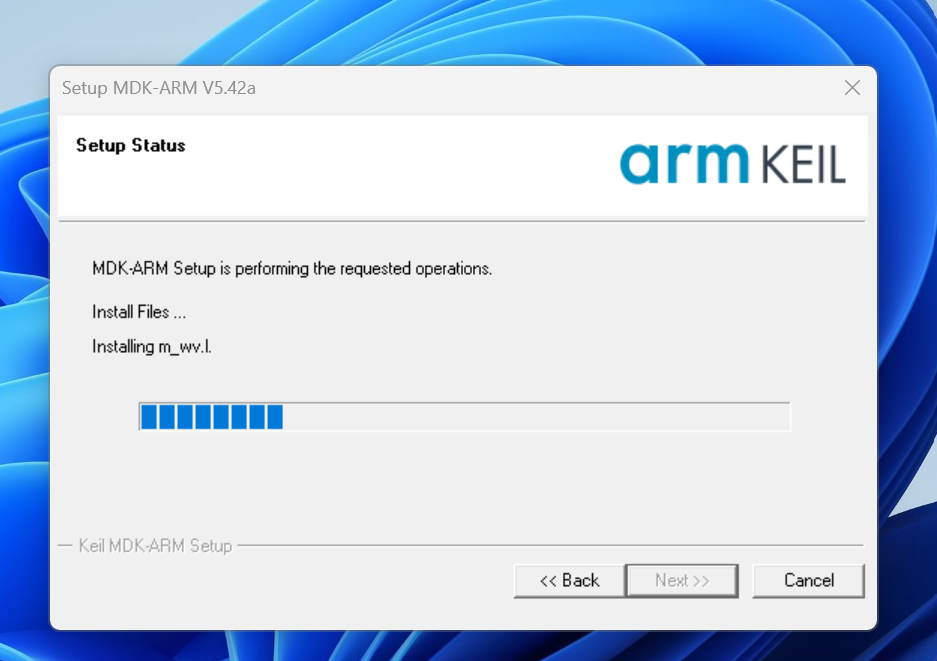 Setup MDK-ARM V5.42a
Setup Status
arm KEIL
MDK-ARM Setup is performing the requested operations.
Install Files ...
Installing m_wv.l.
Keil MDK-ARM Setup
<< Back
Next >>
Cancel